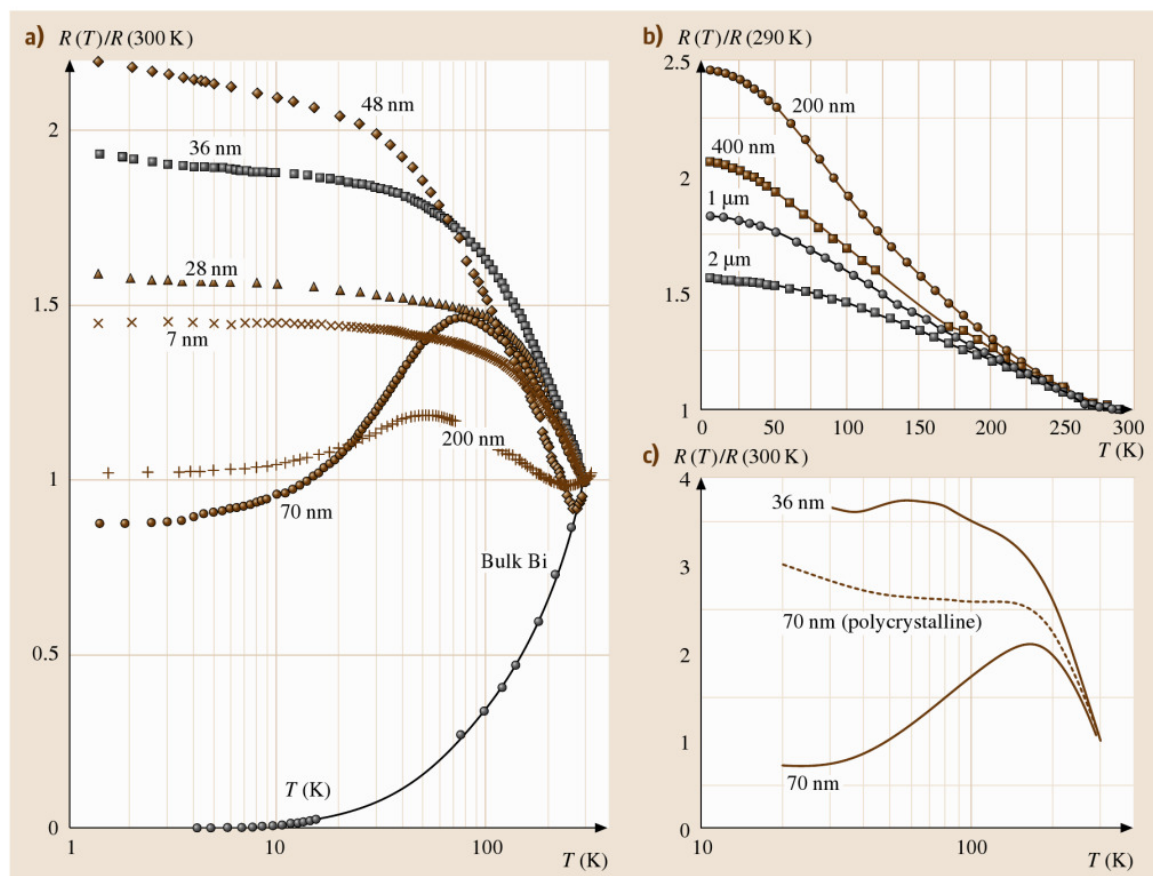 a) R(T)/R(300 K)
2
1.5
1
0.5
0
48 nm
36 nm
28 nm
7 nm
200 nm
70 nm
Bulk Bi
T (K)
1 10 100
T (K)
b) R(T)/R(290 K)
2.5
2
1.5
1
200 nm
400 nm
1 µm
2 µm
0 50 100 150 200 250 300
T (K)
c) R(T)/R(300 K)
4
3
2
1
0
36 nm
70 nm (polycrystalline)
70 nm
10 100
T (K)